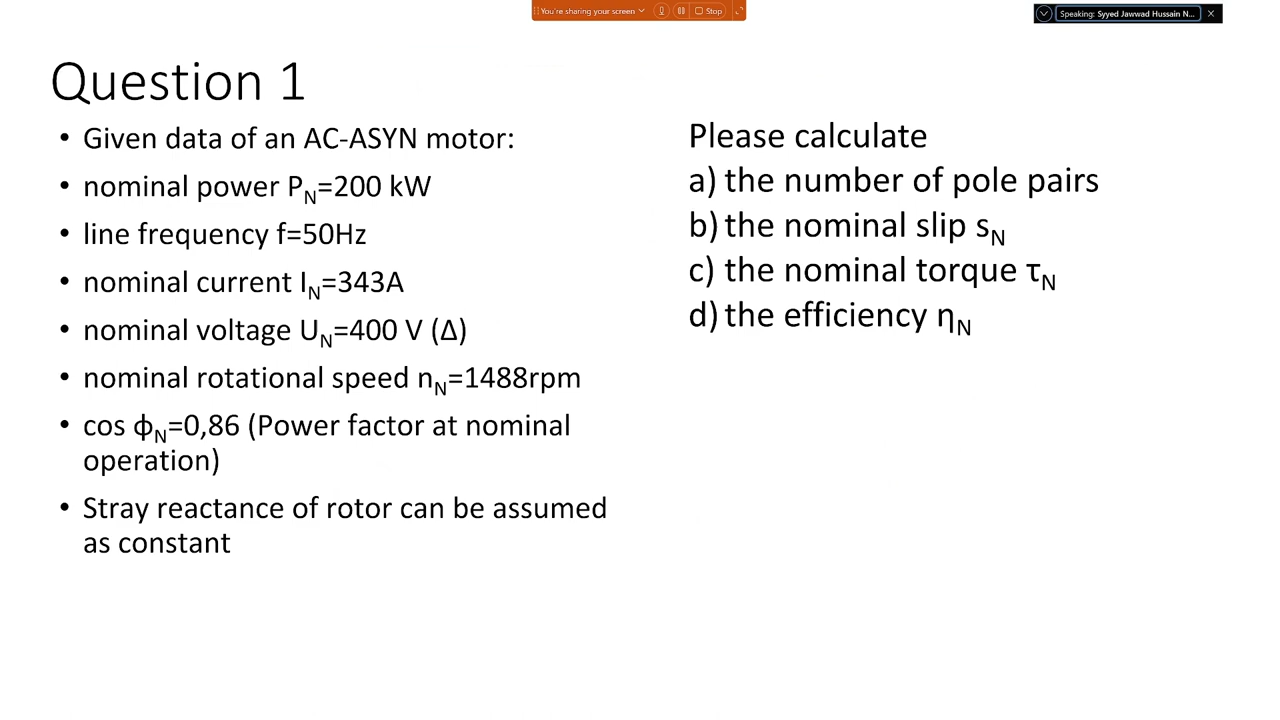 You're sharing your screen
Stop
Speaking: Syyed Jawwad Hussain N...
Question 1
• Given data of an AC-ASYN motor:
• nominal power PN=200 kW
• line frequency f=50Hz
• nominal current IN=343A
• nominal voltage UN=400 V (Δ)
• nominal rotational speed nN=1488rpm
• cos ϕN=0,86 (Power factor at nominal
operation)
• Stray reactance of rotor can be assumed
as constant
Please calculate
a) the number of pole pairs
b) the nominal slip sN
c) the nominal torque τN
d) the efficiency ηN